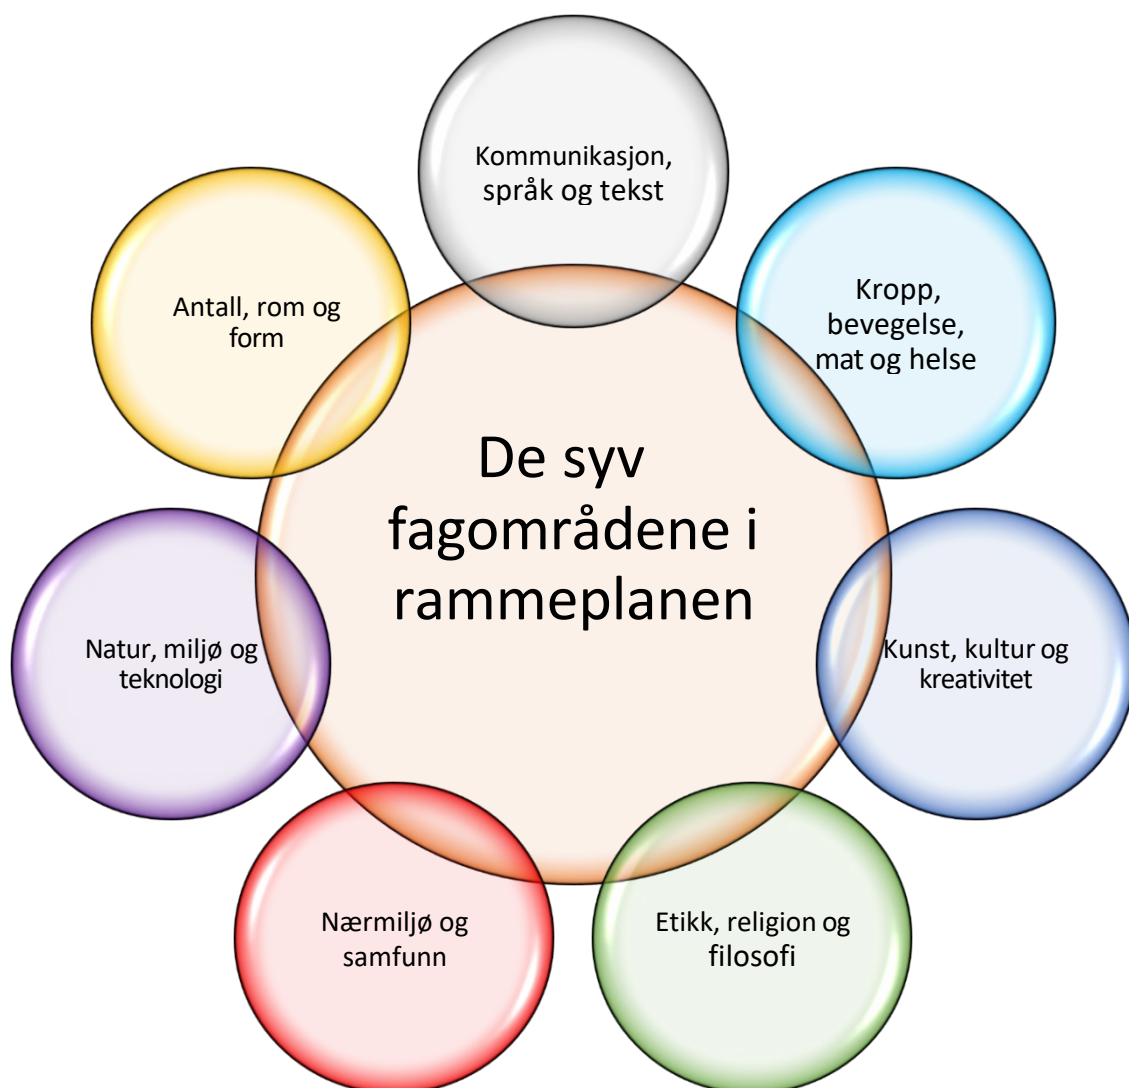 Kommunikasjon,
språk og tekst
Kropp,
bevegelse,
mat og helse
Antall, rom og
form
De syv
fagområdene i
rammeplanen
Natur, miljø og
teknologi
Kunst, kultur og
kreativitet
Nærmiljø og
samfunn
Etikk, religion og
filosofi